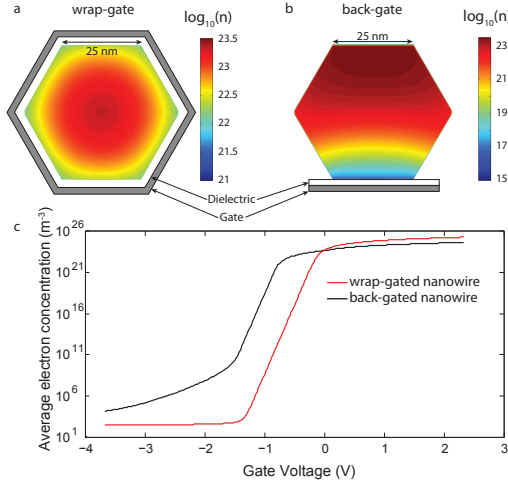 a
wrap-gate
log10(n)
25 nm
23.5
23
22.5
22
21.5
21
b
back-gate
log10(n)
25 nm
23
21
19
17
15
Dielectric
Gate
c
Average electron concentration (m-3)
10^26
10^21
10^16
10^11
10^6
10^1
wrap-gated nanowire
back-gated nanowire
−4
−3
−2
−1
0
1
2
3
Gate Voltage (V)